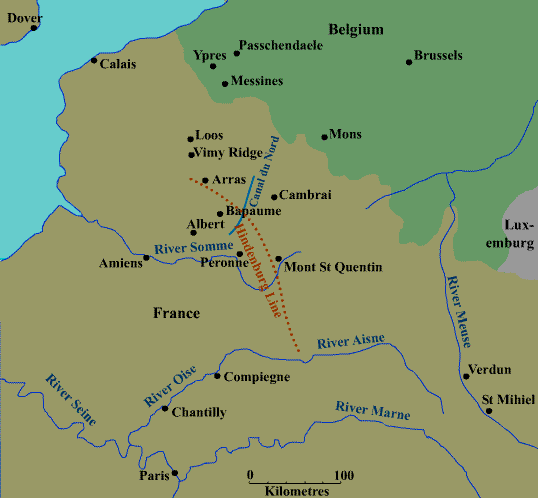 Dover
Belgium
Passchendaele
Ypres
Brussels
Calais
Messines
Loos
Mons
Vimy Ridge
Canal du Nord
Arras
Cambrai
Bapaume
Albert
Lux-
emburg
River Somme
Peronne
Amiens
Mont St Quentin
Hindenburg Line
River Meuse
France
River Aisne
River Oise
Compiegne
Verdun
River Seine
Chantilly
River Marne
St Mihiel
Paris
0 100
Kilometres